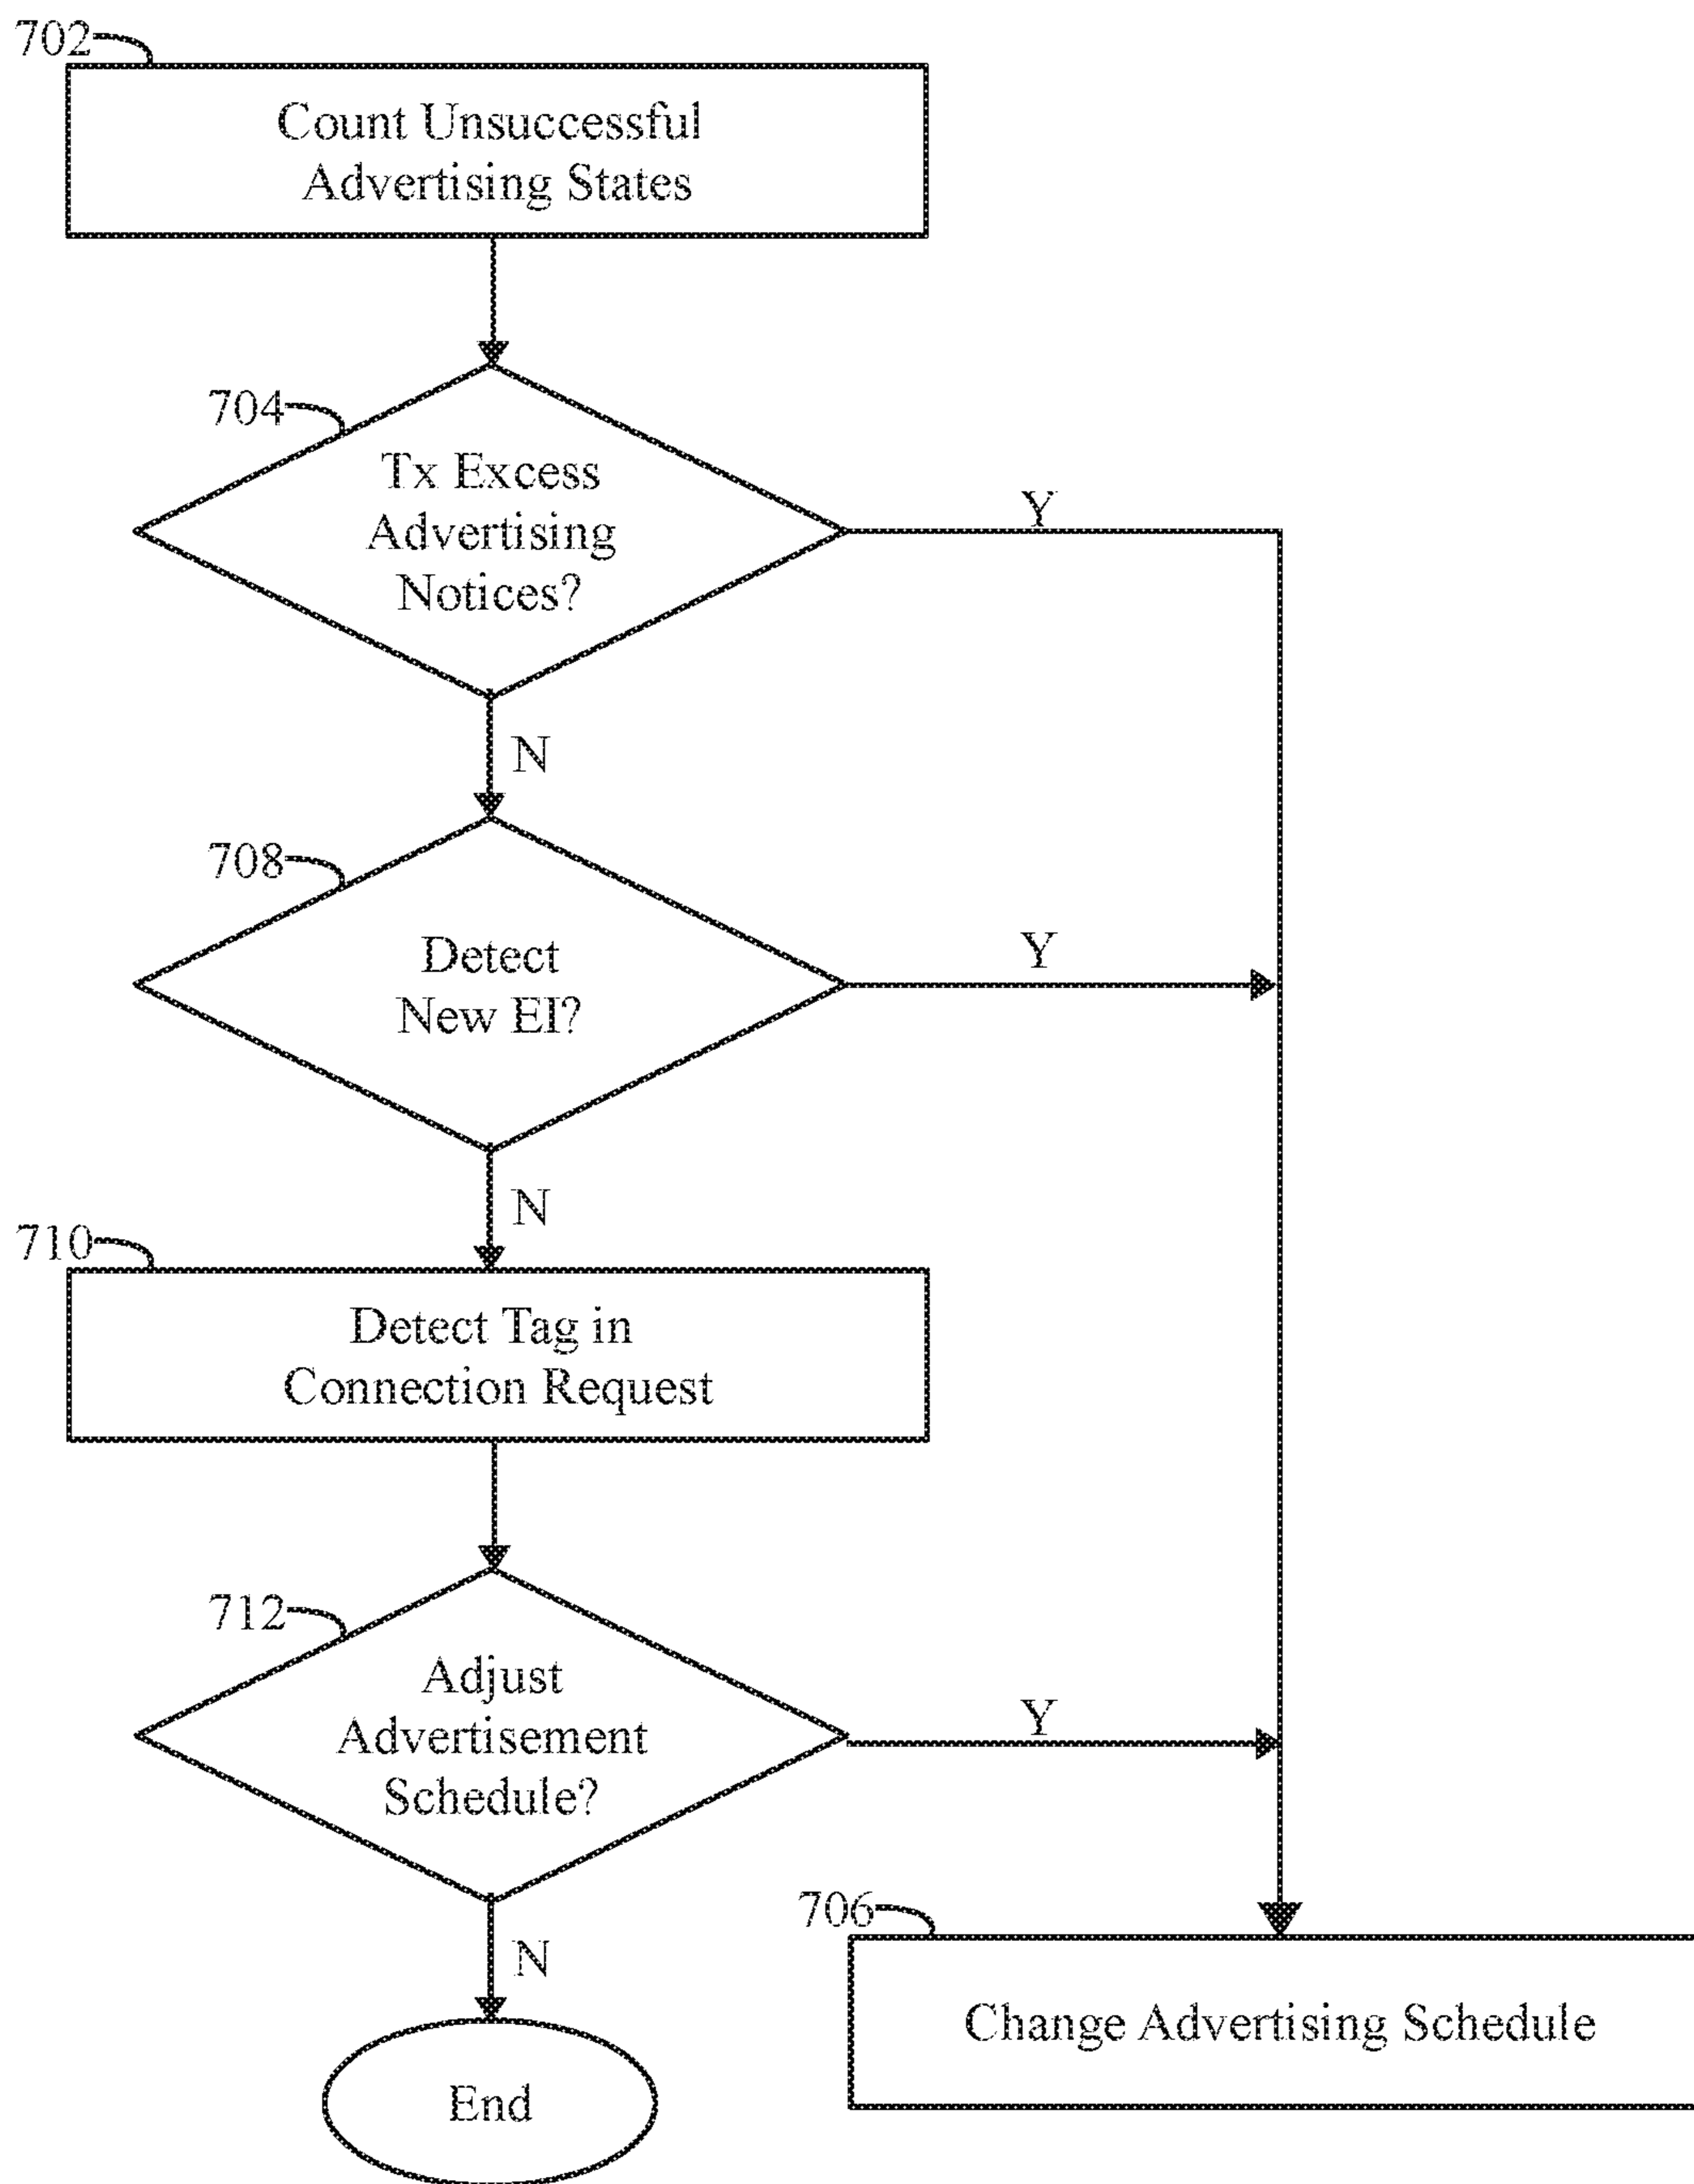 702
Count Unsuccessful
Advertising States
704
Tx Excess
Advertising
Notices?
Y
N
708
Detect
New EI?
Y
N
710
Detect Tag in
Connection Request
712
Adjust
Advertisement
Schedule?
Y
N
706
Change Advertising Schedule
End